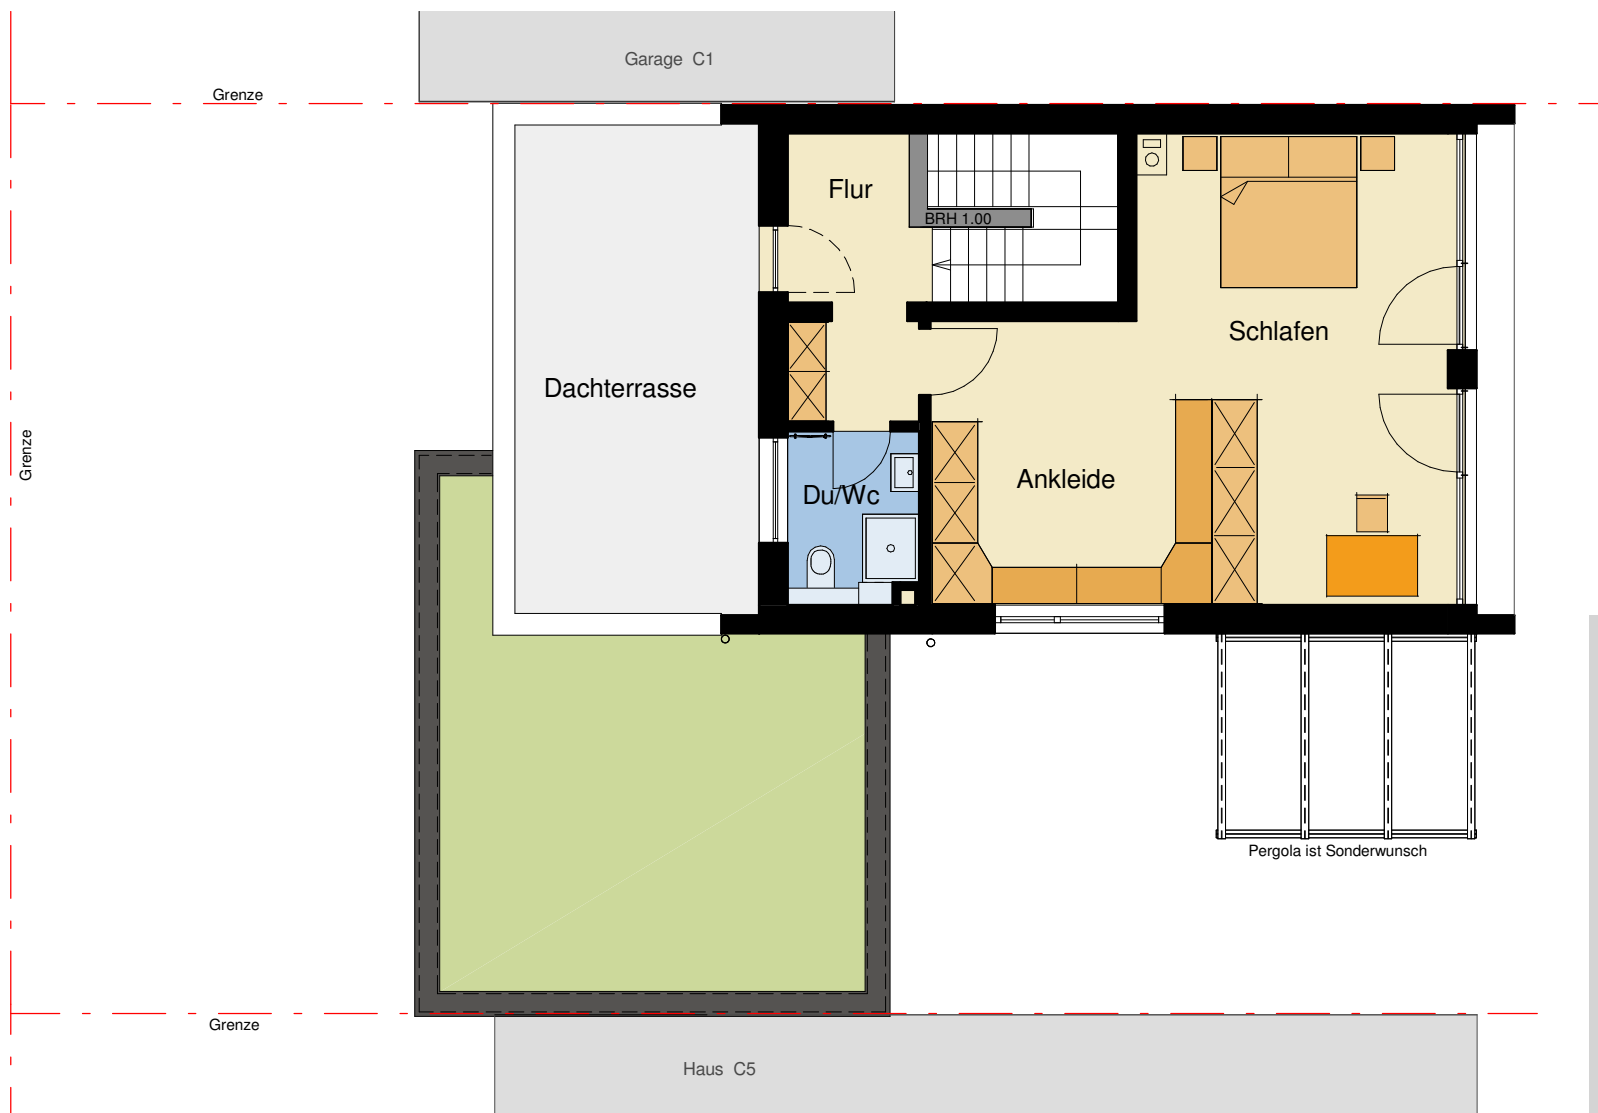 Garage C1
Grenze
Flur
BRH 1.00
Schlafen
Dachterrasse
Grenze
Ankleide
Du/Wc
Pergola ist Sonderwunsch
Grenze
Haus C5